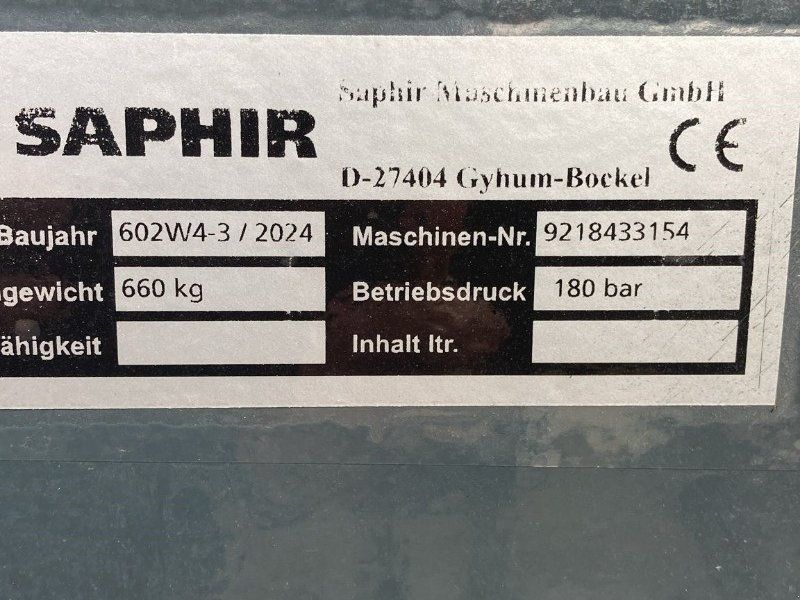 SAPHIR
Saphir Maschinenbau GmbH
CE
D-27404 Gyhum-Bockel
Baujahr 602W4-3 / 2024 Maschinen-Nr. 9218433154
gewicht 660 kg Betriebsdruck 180 bar
ähigkeit Inhalt ltr.